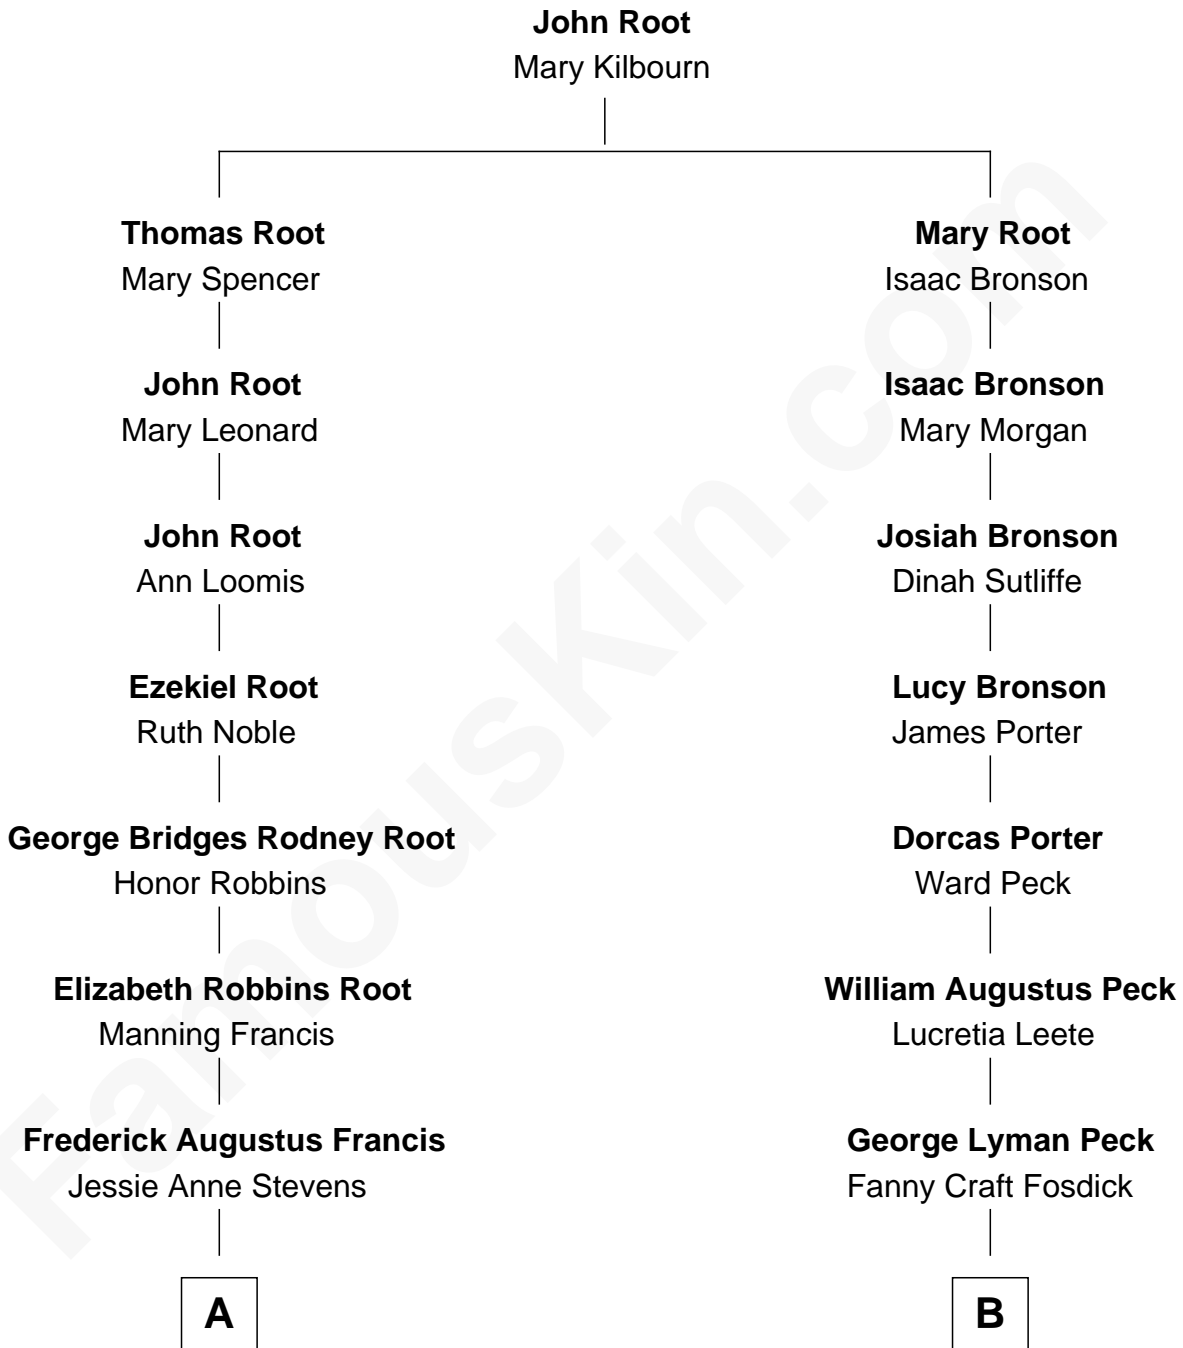 John Root
Mary Kilbourn
Thomas Root
Mary Spencer
Mary Root
Isaac Bronson
John Root
Mary Leonard
Isaac Bronson
Mary Morgan
John Root
Ann Loomis
Josiah Bronson
Dinah Sutliffe
Ezekiel Root
Ruth Noble
Lucy Bronson
James Porter
George Bridges Rodney Root
Honor Robbins
Dorcas Porter
Ward Peck
Elizabeth Robbins Root
Manning Francis
William Augustus Peck
Lucretia Leete
Frederick Augustus Francis
Jessie Anne Stevens
George Lyman Peck
Fanny Craft Fosdick
A
B
FamousKin.com